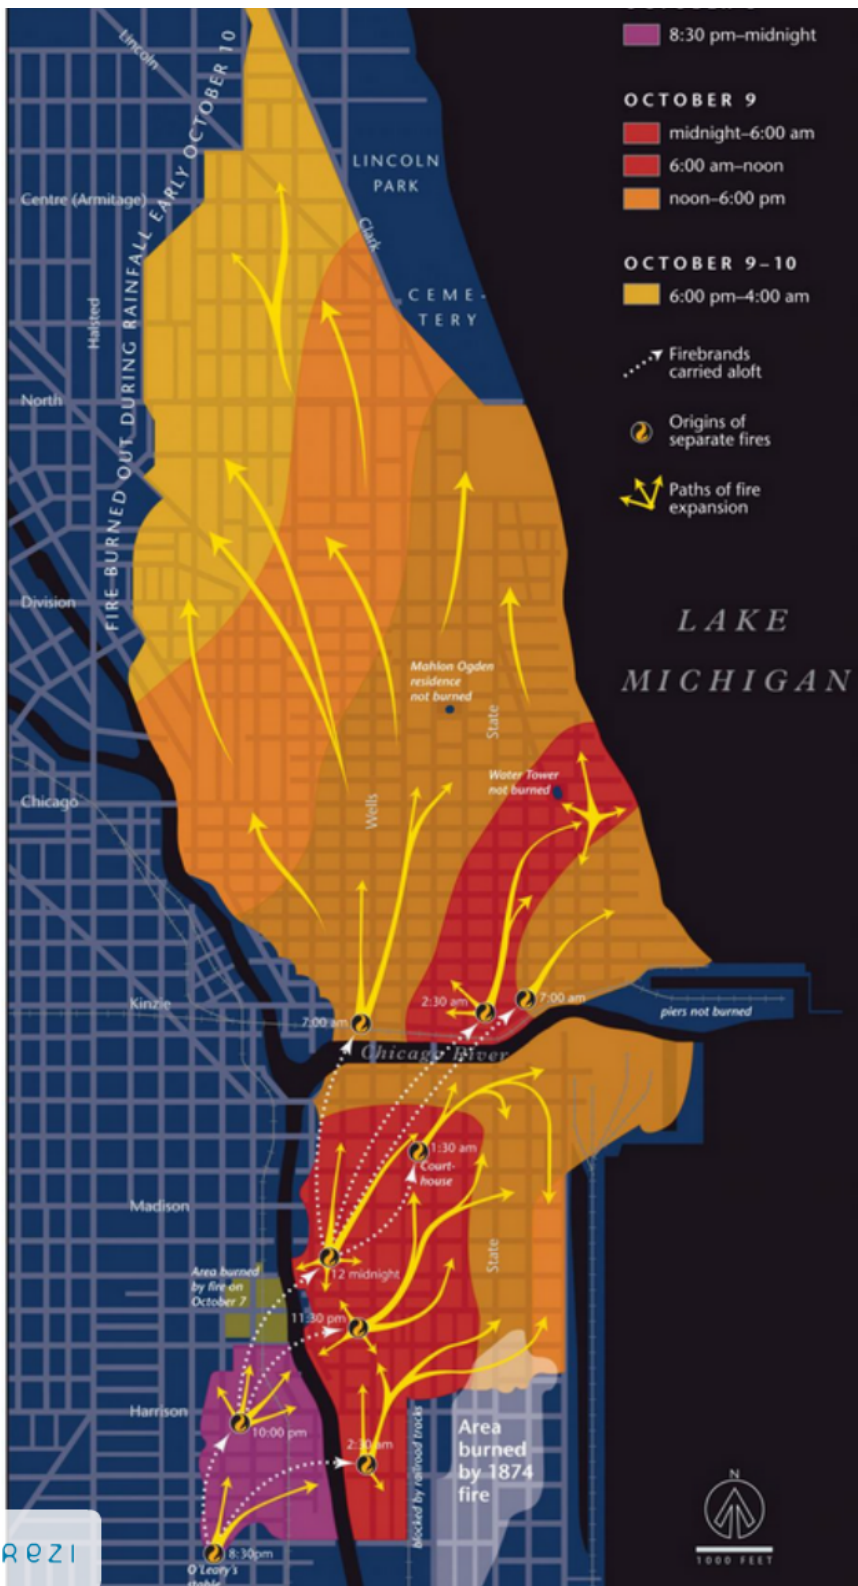 8:30 pm–midnight
OCTOBER 9
midnight–6:00 am
6:00 am–noon
noon–6:00 pm
OCTOBER 9–10
6:00 pm–4:00 am
Firebrands
carried aloft
Origins of
separate fires
Paths of fire
expansion
Lincoln
FIRE BURNED OUT DURING RAINFALL EARLY OCTOBER 10
LINCOLN
PARK
Centre (Armitage)
Clark
CEME-
TERY
Halsted
North
Division
LAKE
MICHIGAN
Mahlon Ogden
residence
not burned
State
Water Tower
not burned
Chicago
Wells
Kinzie
2:30 am
7:00 am
7:00 am
piers not burned
Chicago River
1:30 am
Court-
house
Madison
State
12 midnight
Area burned
by fire on
October 7
11:30 pm
Harrison
10:00 pm
2:30 am
blocked by railroad tracks
Area
burned
by 1874
fire
N
1000 FEET
8:30pm
O'Leary's
stable
Rezi